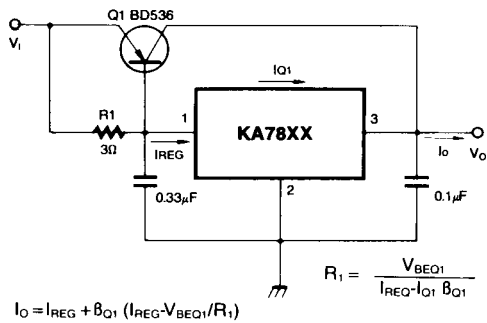 Q1 BD536
VI
IQ1
R1
3Ω
1
KA78XX
3
IREG
IO
VO
2
0.33μF
0.1μF
R1 = VBEQ1 / IREQ-IQ1 βQ1
IO = IREG + βQ1 (IREG-VBEQ1/R1)